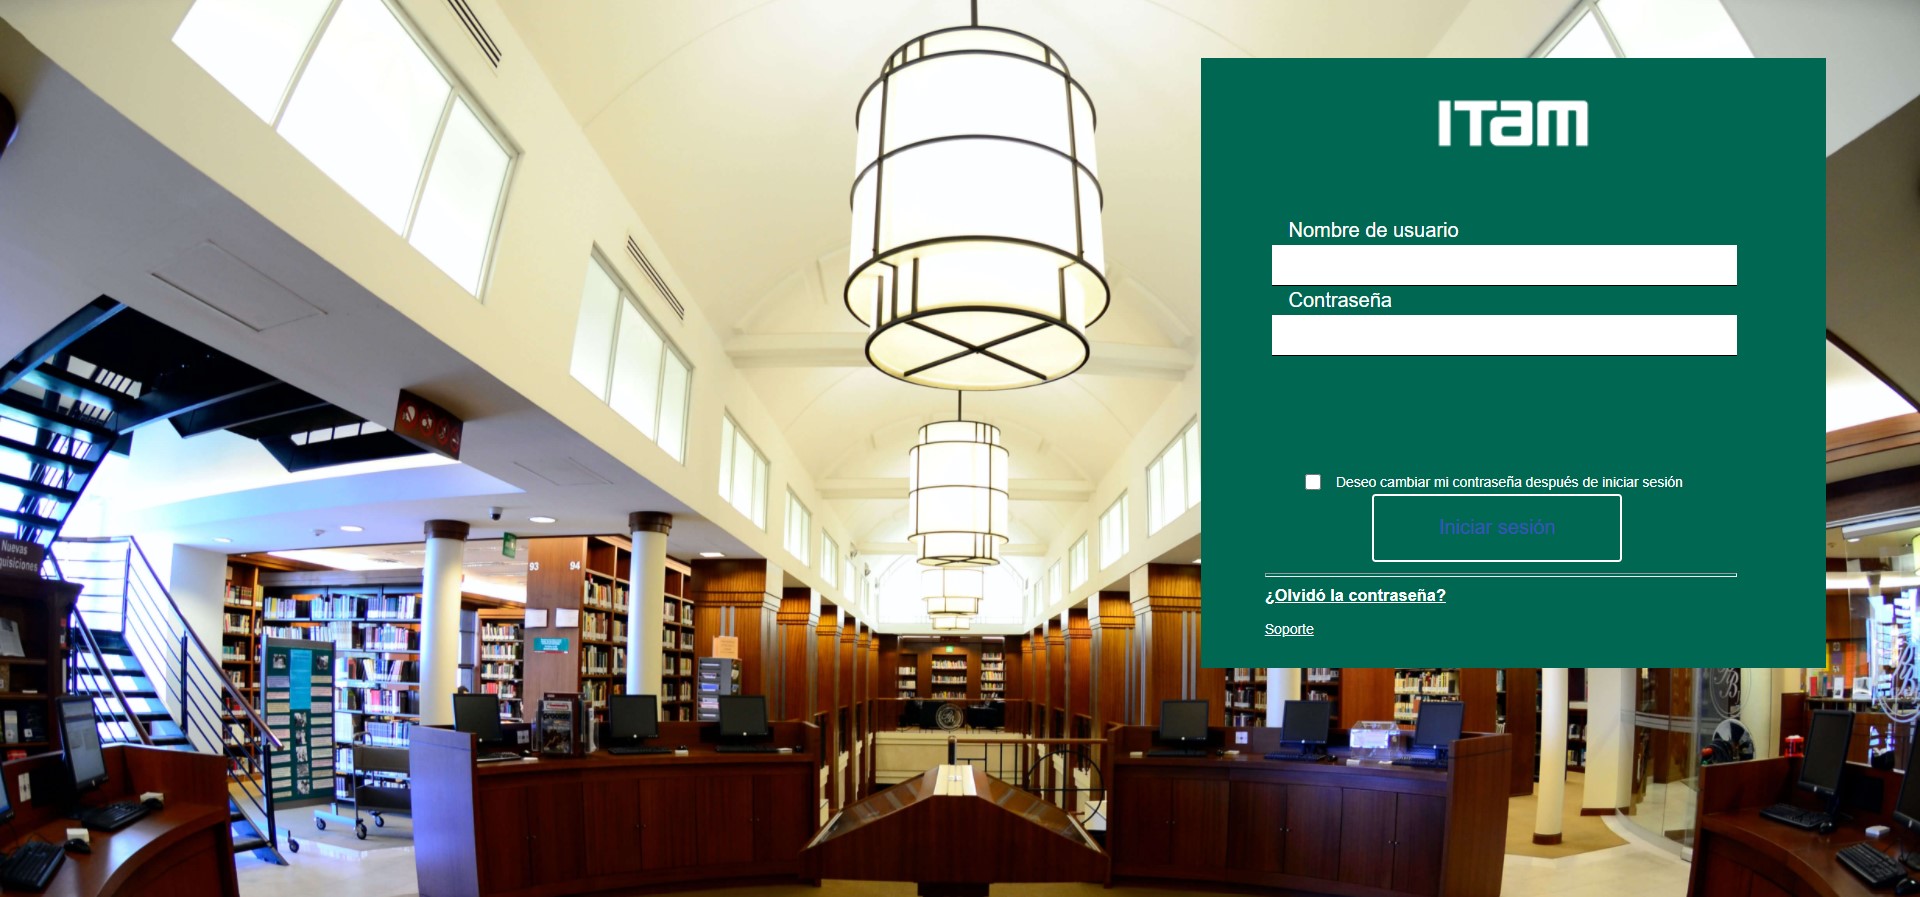 ITAM
Nombre de usuario
Contraseña
Deseo cambiar mi contraseña después de iniciar sesión
Iniciar sesión
¿Olvidó la contraseña?
Soporte
Nuevas
93
94